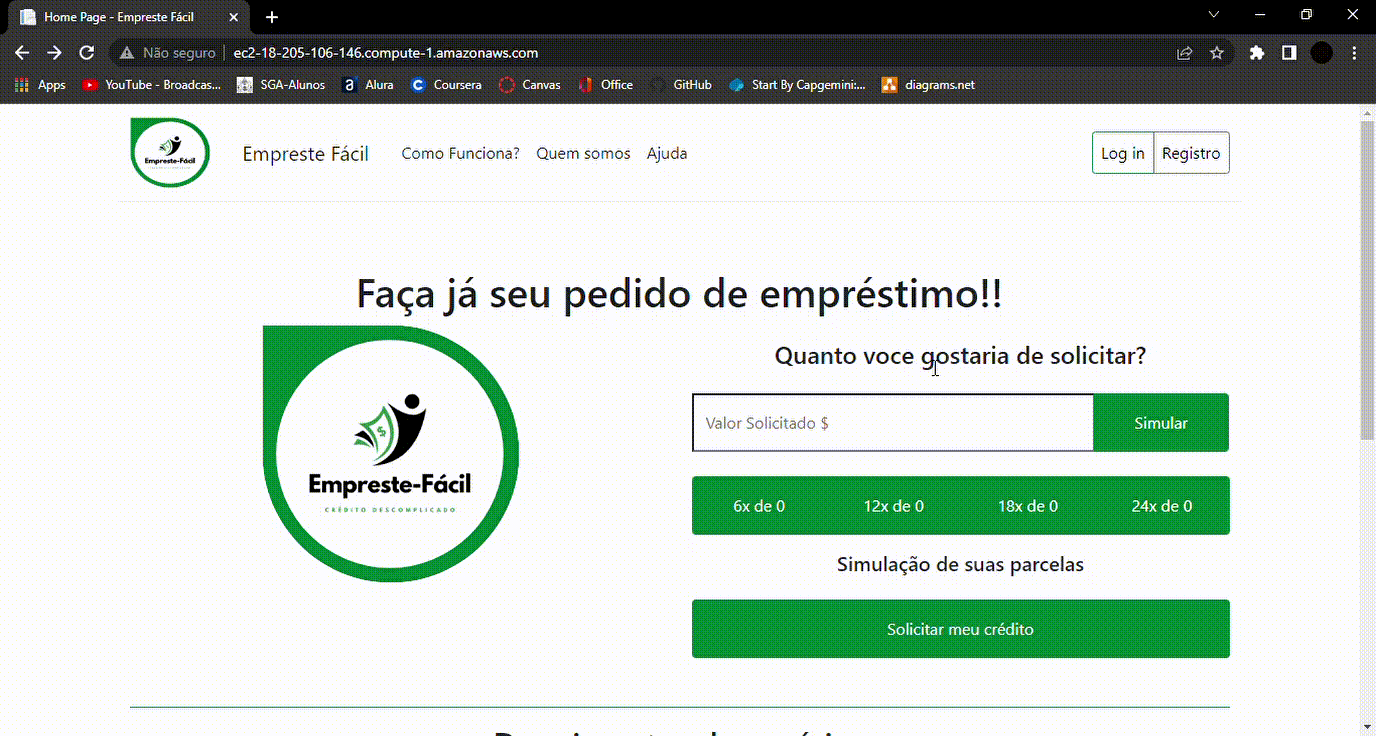 Home Page - Empreste Fácil
Não seguro ec2-18-205-106-146.compute-1.amazonaws.com
Apps YouTube - Broadcas... SGA-Alunos Alura Coursera Canvas Office GitHub Start By Capgemini:... diagrams.net
Empreste-Fácil Empreste Fácil Como Funciona? Quem somos Ajuda Log in Registro
Faça já seu pedido de empréstimo!!
Quanto voce gostaria de solicitar?
Valor Solicitado $ Simular
Empreste-Fácil
CRÉDITO DESCOMPLICADO
6x de 0 12x de 0 18x de 0 24x de 0
Simulação de suas parcelas
Solicitar meu crédito